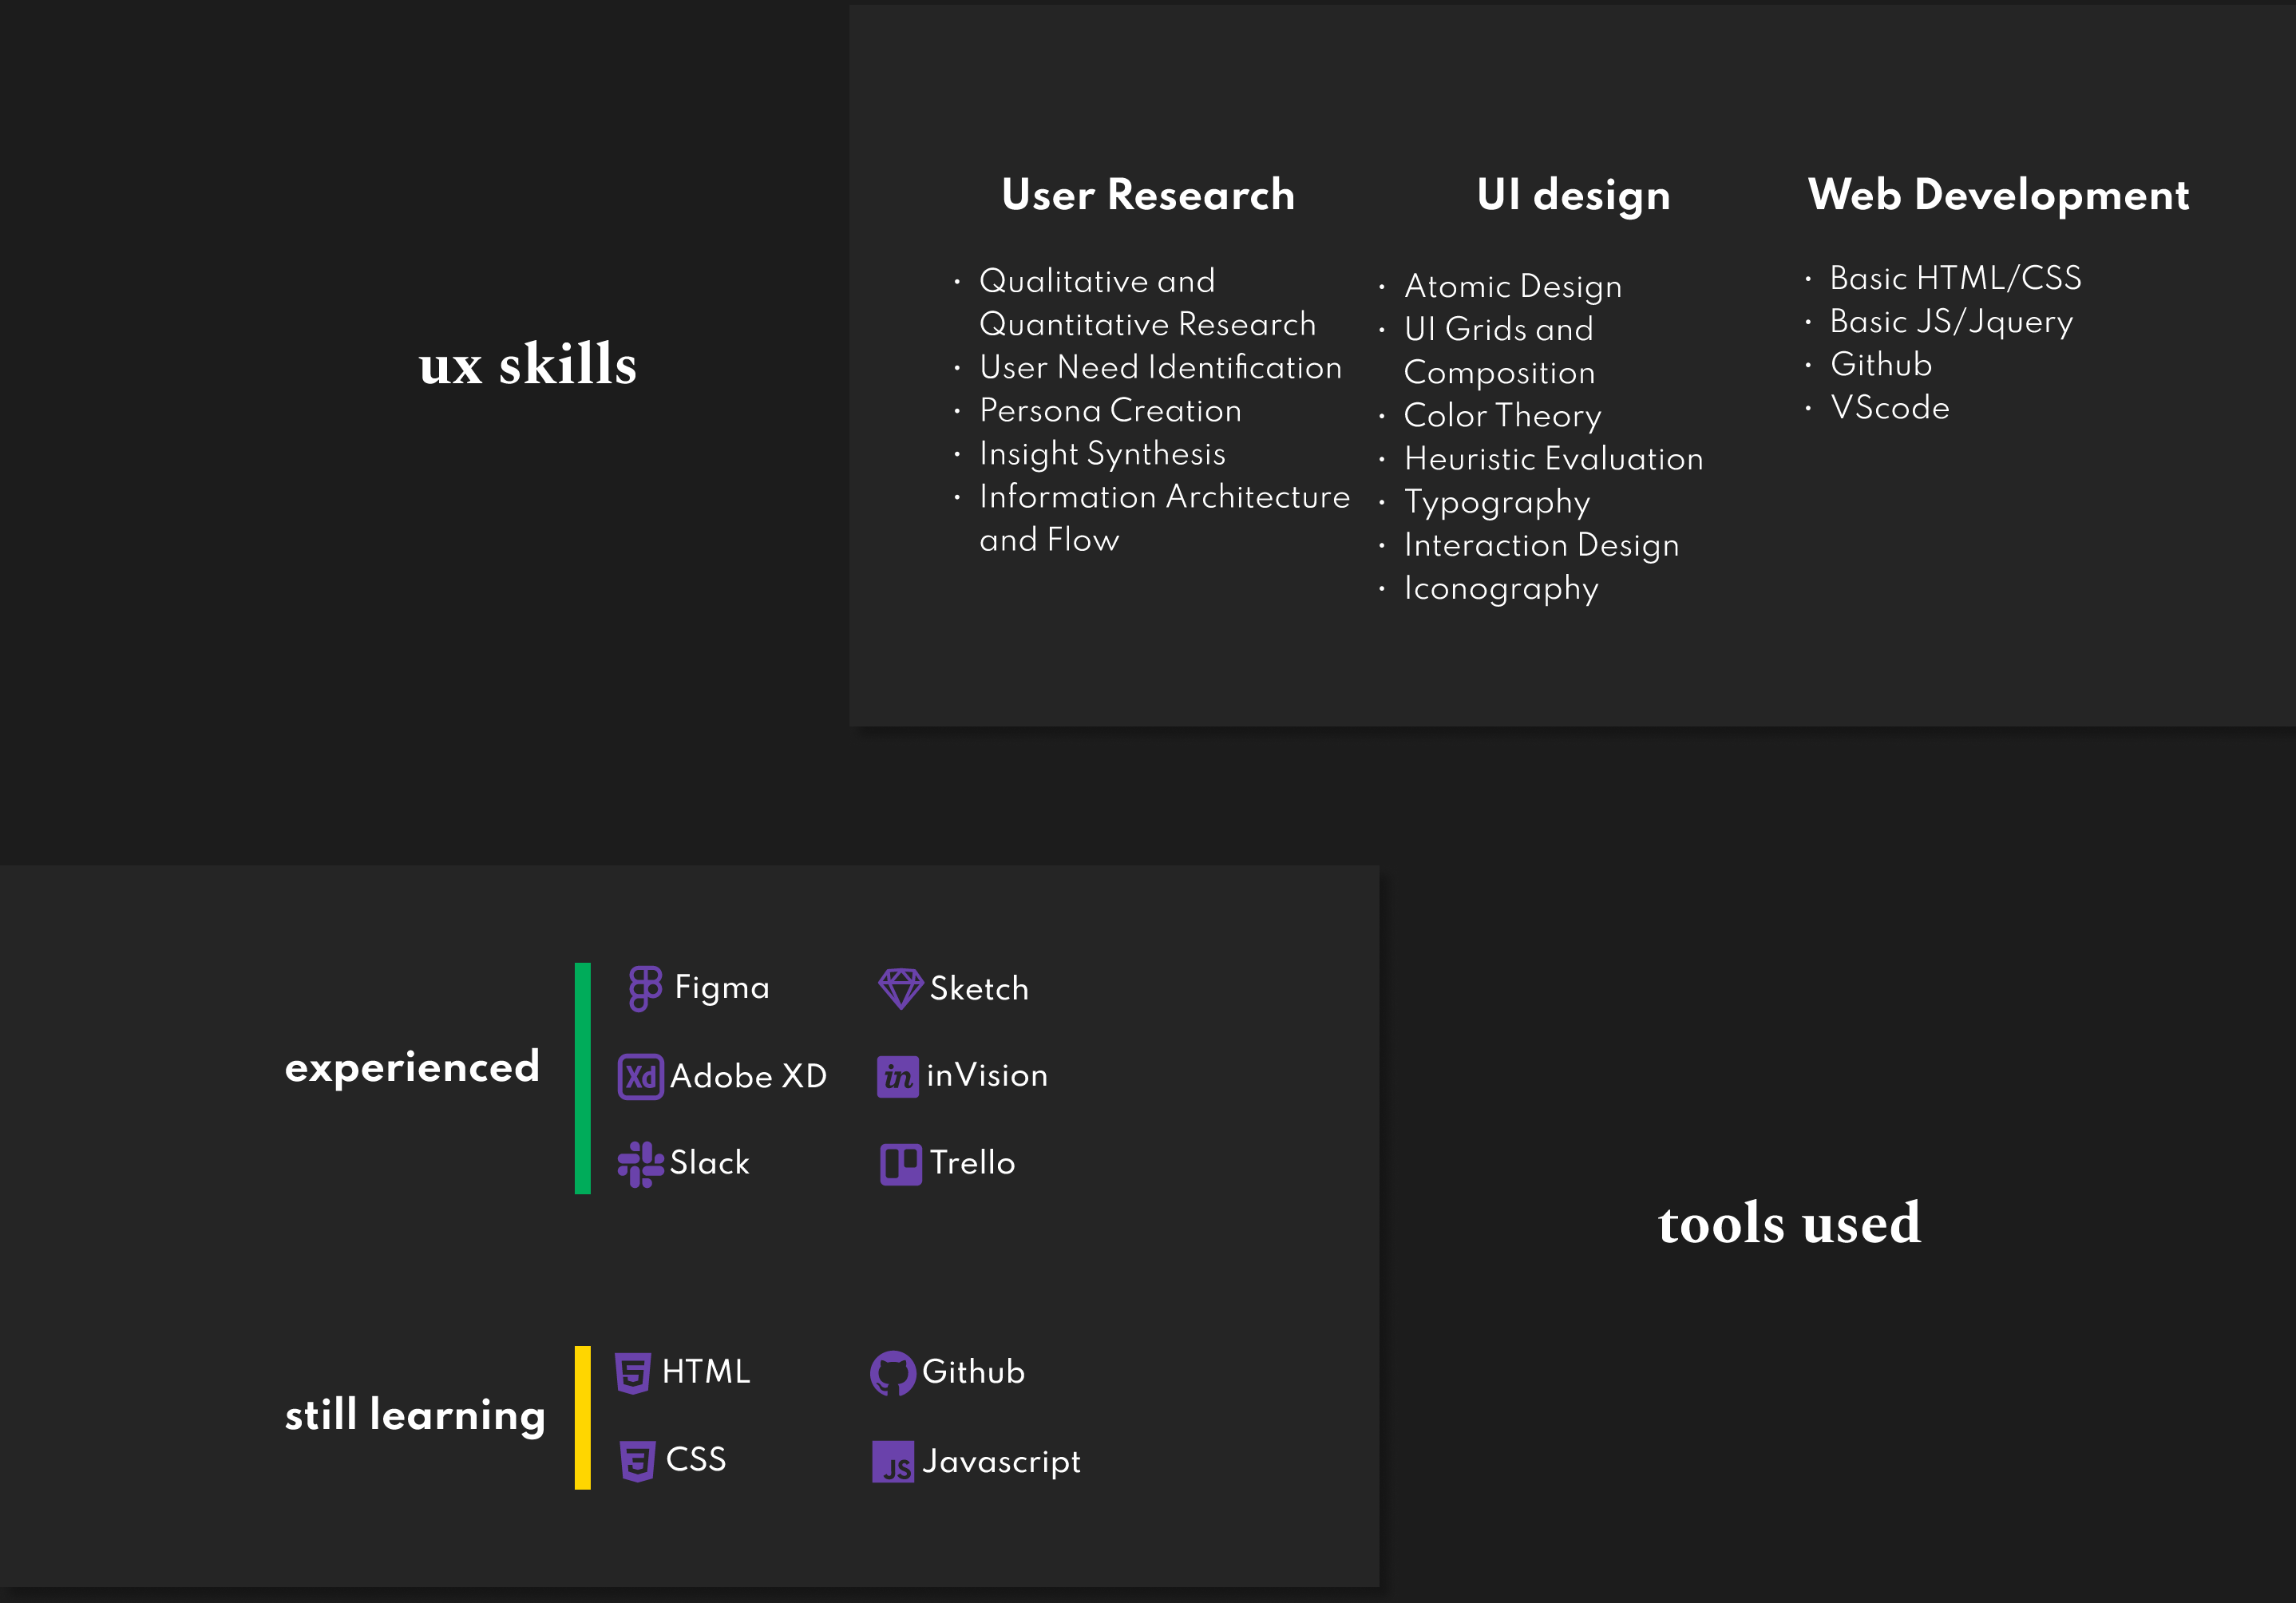 ux skills
User Research
• Qualitative and
Quantitative Research
• User Need Identification
• Persona Creation
• Insight Synthesis
• Information Architecture
and Flow
UI design
• Atomic Design
• UI Grids and
Composition
• Color Theory
• Heuristic Evaluation
• Typography
• Interaction Design
• Iconography
Web Development
• Basic HTML/CSS
• Basic JS/Jquery
• Github
• VScode
tools used
experienced
Figma
Sketch
Xd Adobe XD
in inVision
Slack
Trello
still learning
HTML
Github
CSS
JS Javascript